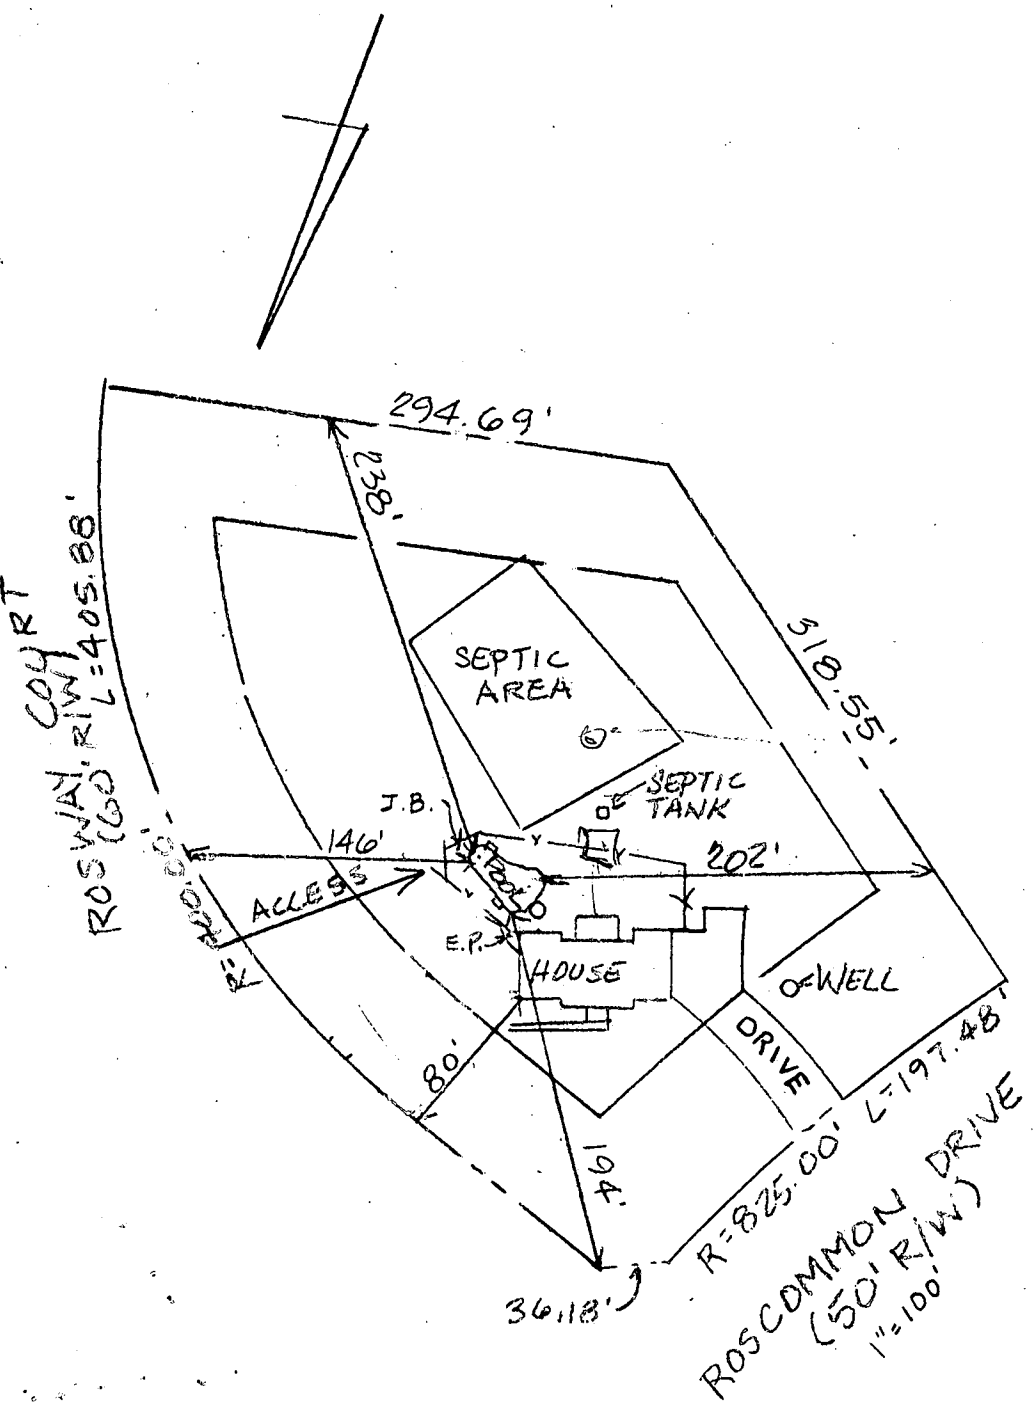 294.69'
238'
L=405.88'
ROSWAY COURT
(60' R/W)
318.55'
SEPTIC
AREA
SEPTIC
TANK
J.B.
146'
202'
ACCESS
POOL
E.P.
HOUSE
WELL
DRIVE
80'
194'
36.18'
R=825.00' L=197.48'
ROSCOMMON DRIVE
(50' R/W)
1"=100'